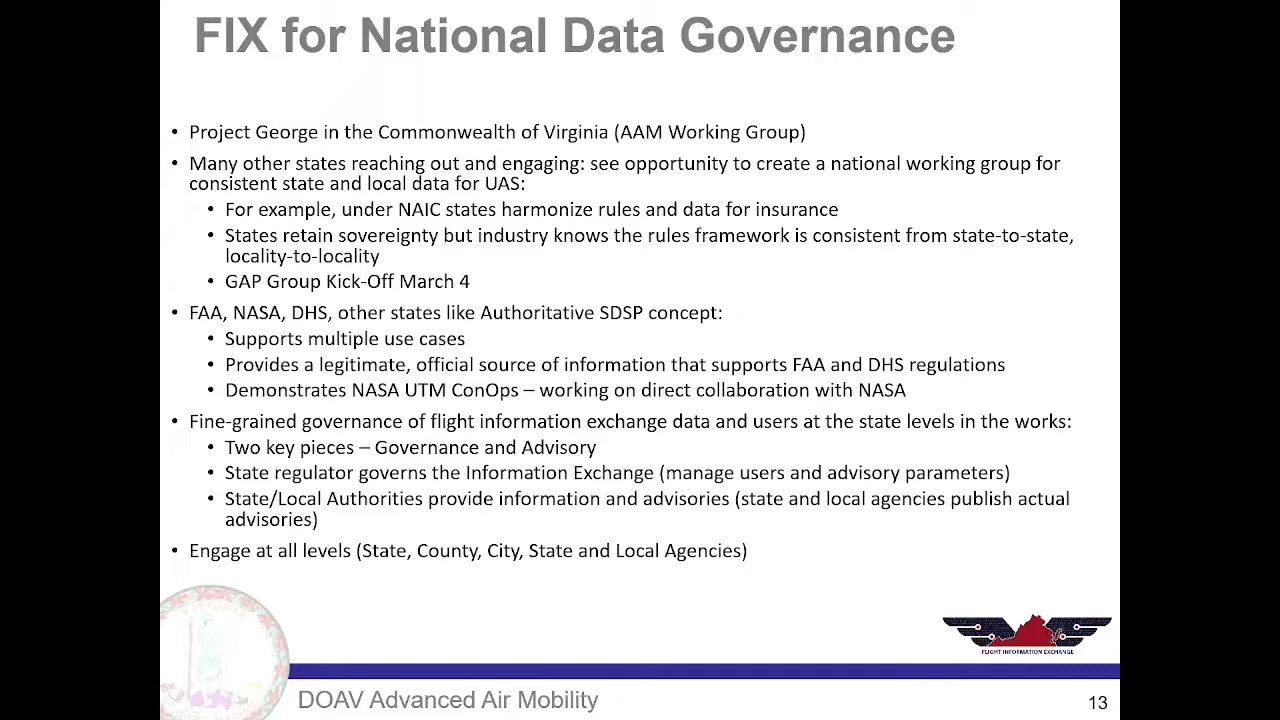 FIX for National Data Governance
• Project George in the Commonwealth of Virginia (AAM Working Group)
• Many other states reaching out and engaging: see opportunity to create a national working group for
consistent state and local data for UAS:
• For example, under NAIC states harmonize rules and data for insurance
• States retain sovereignty but industry knows the rules framework is consistent from state-to-state,
locality-to-locality
• GAP Group Kick-Off March 4
• FAA, NASA, DHS, other states like Authoritative SDSP concept:
• Supports multiple use cases
• Provides a legitimate, official source of information that supports FAA and DHS regulations
• Demonstrates NASA UTM ConOps – working on direct collaboration with NASA
• Fine-grained governance of flight information exchange data and users at the state levels in the works:
• Two key pieces – Governance and Advisory
• State regulator governs the Information Exchange (manage users and advisory parameters)
• State/Local Authorities provide information and advisories (state and local agencies publish actual
advisories)
• Engage at all levels (State, County, City, State and Local Agencies)
VIRGINIA
FLIGHT INFORMATION EXCHANGE
DOAV Advanced Air Mobility
13